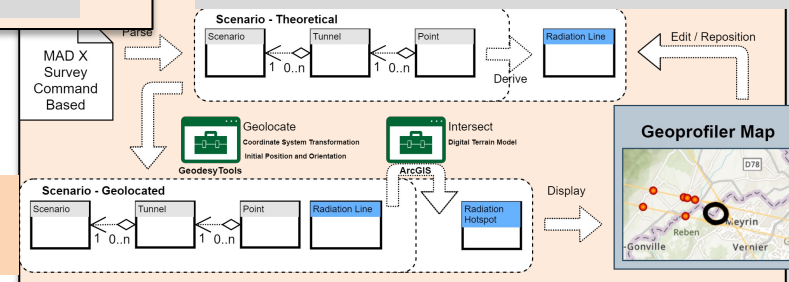 Parse
MAD X
Survey
Command
Based
Scenario - Theoretical
Scenario
1 0..n
Tunnel
1 0..n
Point
Derive
Radiation Line
Edit / Reposition
Geolocate
Coordinate System Transformation
Initial Position and Orientation
GeodesyTools
Intersect
Digital Terrain Model
ArcGIS
Scenario - Geolocated
Scenario
1 0..n
Tunnel
1 0..n
Point
Radiation Line
Radiation
Hotspot
Display
Geoprofiler Map
D78
Meyrin
Reben
-Gonville
Vernier